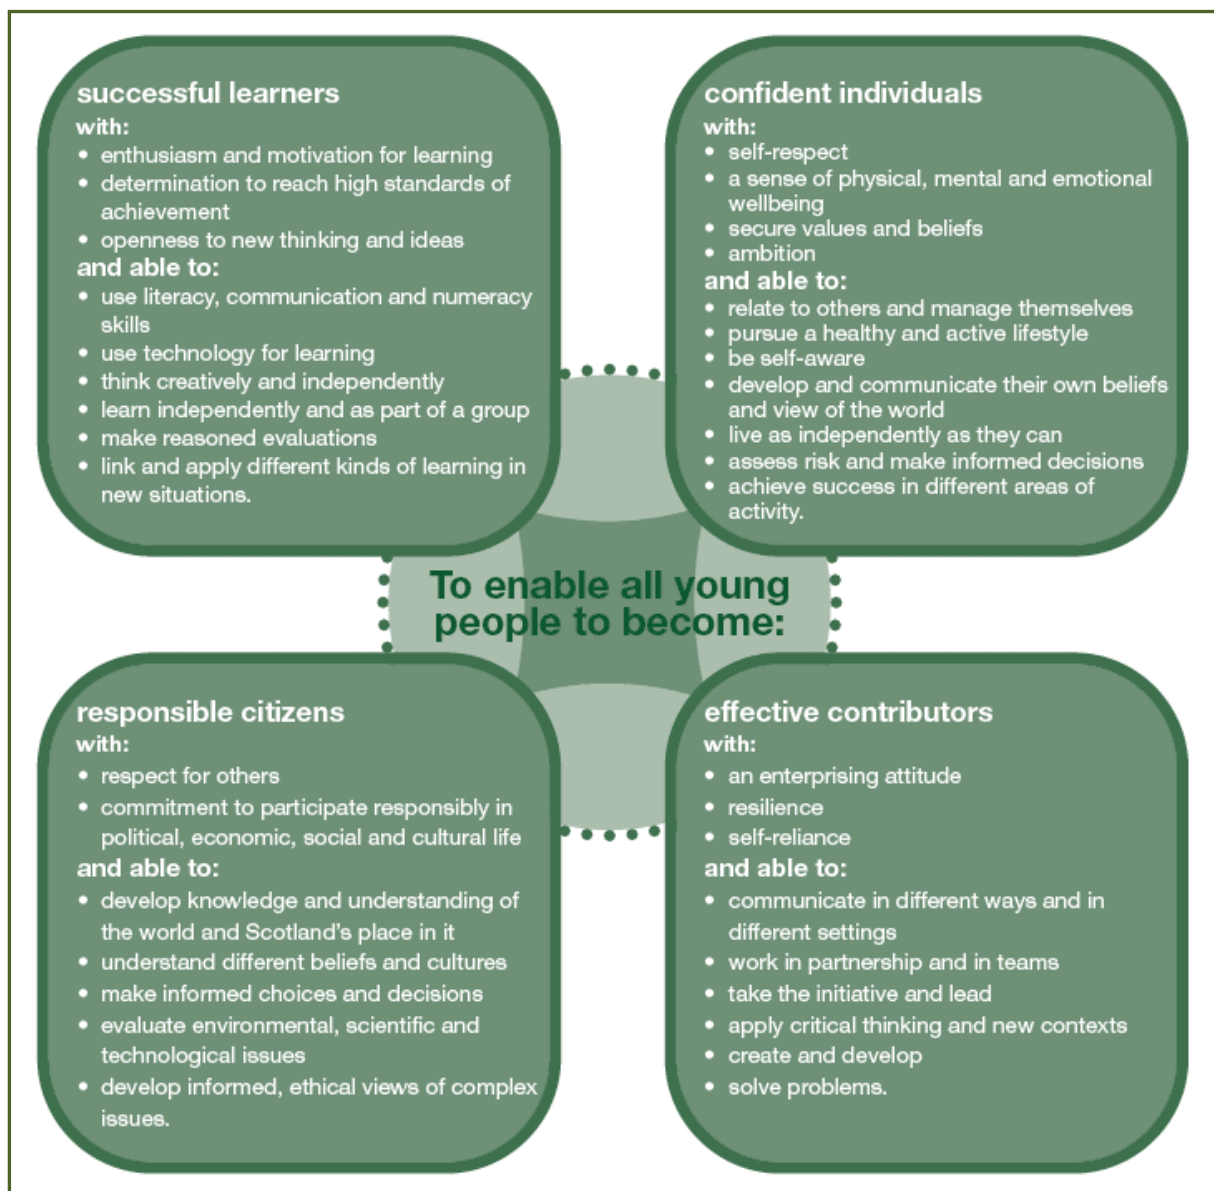 successful learners
with:
• enthusiasm and motivation for learning
• determination to reach high standards of
achievement
• openness to new thinking and ideas
and able to:
• use literacy, communication and numeracy
skills
• use technology for learning
• think creatively and independently
• learn independently and as part of a group
• make reasoned evaluations
• link and apply different kinds of learning in
new situations.
confident individuals
with:
• self-respect
• a sense of physical, mental and emotional
wellbeing
• secure values and beliefs
• ambition
and able to:
• relate to others and manage themselves
• pursue a healthy and active lifestyle
• be self-aware
• develop and communicate their own beliefs
and view of the world
• live as independently as they can
• assess risk and make informed decisions
• achieve success in different areas of
activity.
To enable all young
people to become:
responsible citizens
with:
• respect for others
• commitment to participate responsibly in
political, economic, social and cultural life
and able to:
• develop knowledge and understanding of
the world and Scotland’s place in it
• understand different beliefs and cultures
• make informed choices and decisions
• evaluate environmental, scientific and
technological issues
• develop informed, ethical views of complex
issues.
effective contributors
with:
• an enterprising attitude
• resilience
• self-reliance
and able to:
• communicate in different ways and in
different settings
• work in partnership and in teams
• take the initiative and lead
• apply critical thinking and new contexts
• create and develop
• solve problems.